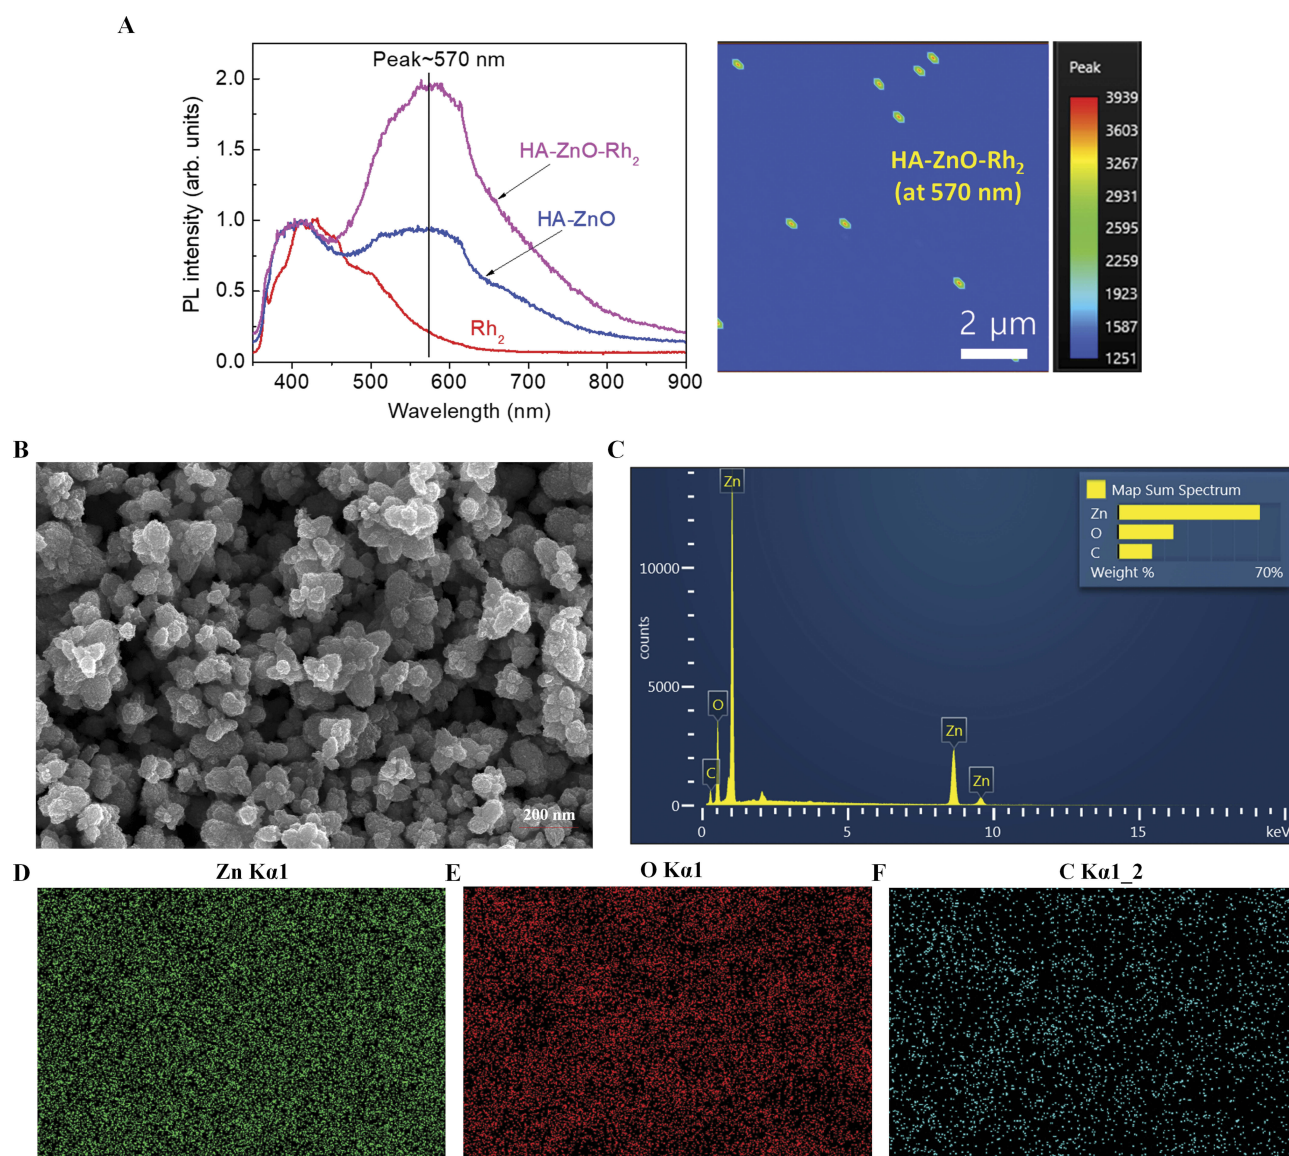 A
PL intensity (arb. units)
2.0
1.5
1.0
0.5
0.0
Peak~570 nm
HA-ZnO-Rh₂
HA-ZnO
Rh₂
400 500 600 700 800 900
Wavelength (nm)
HA-ZnO-Rh₂
(at 570 nm)
2 μm
Peak
3939
3603
3267
2931
2595
2259
1923
1587
1251
B
200 nm
C
counts
10000
5000
0
Zn
O
C
Zn
Zn
0 5 10 15 keV
Map Sum Spectrum
Zn
O
C
Weight % 70%
D Zn Kα1
E O Kα1
F C Kα1_2